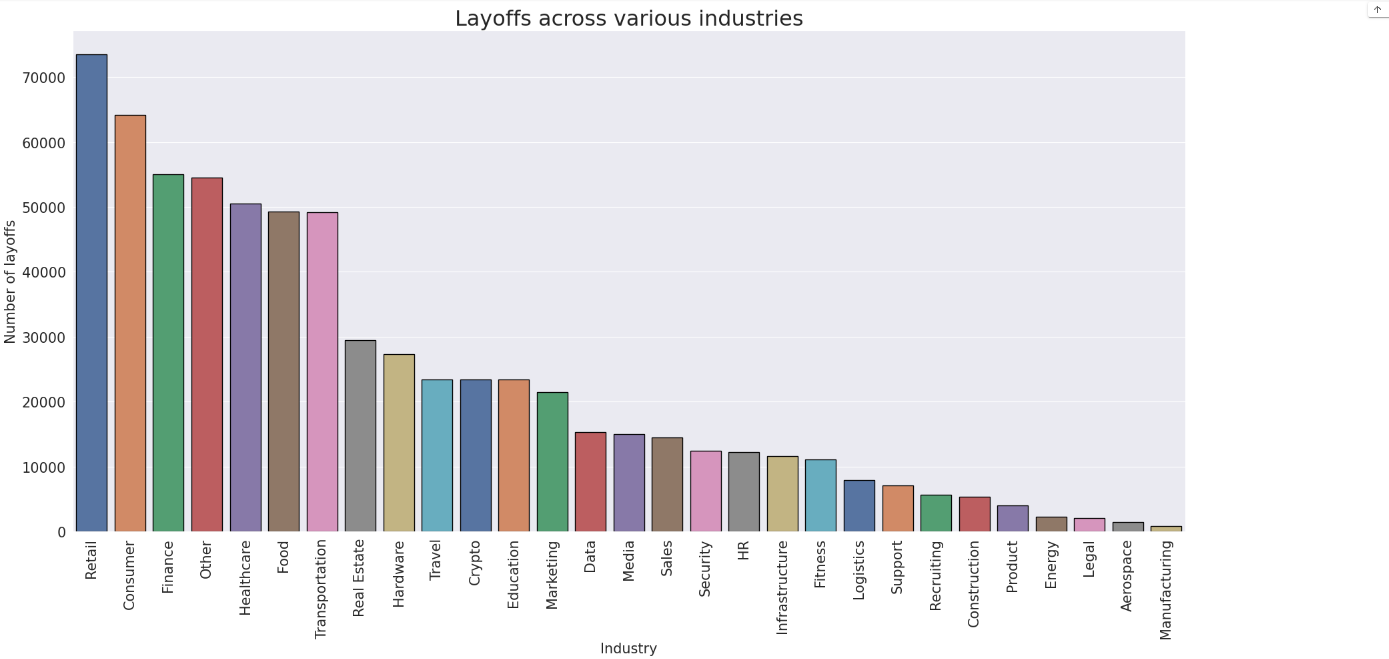 Layoffs across various industries
70000
60000
50000
40000
30000
20000
10000
0
Number of layoffs
Retail
Consumer
Finance
Other
Healthcare
Food
Transportation
Real Estate
Hardware
Travel
Crypto
Education
Marketing
Data
Media
Sales
Security
HR
Infrastructure
Fitness
Logistics
Support
Recruiting
Construction
Product
Energy
Legal
Aerospace
Manufacturing
Industry